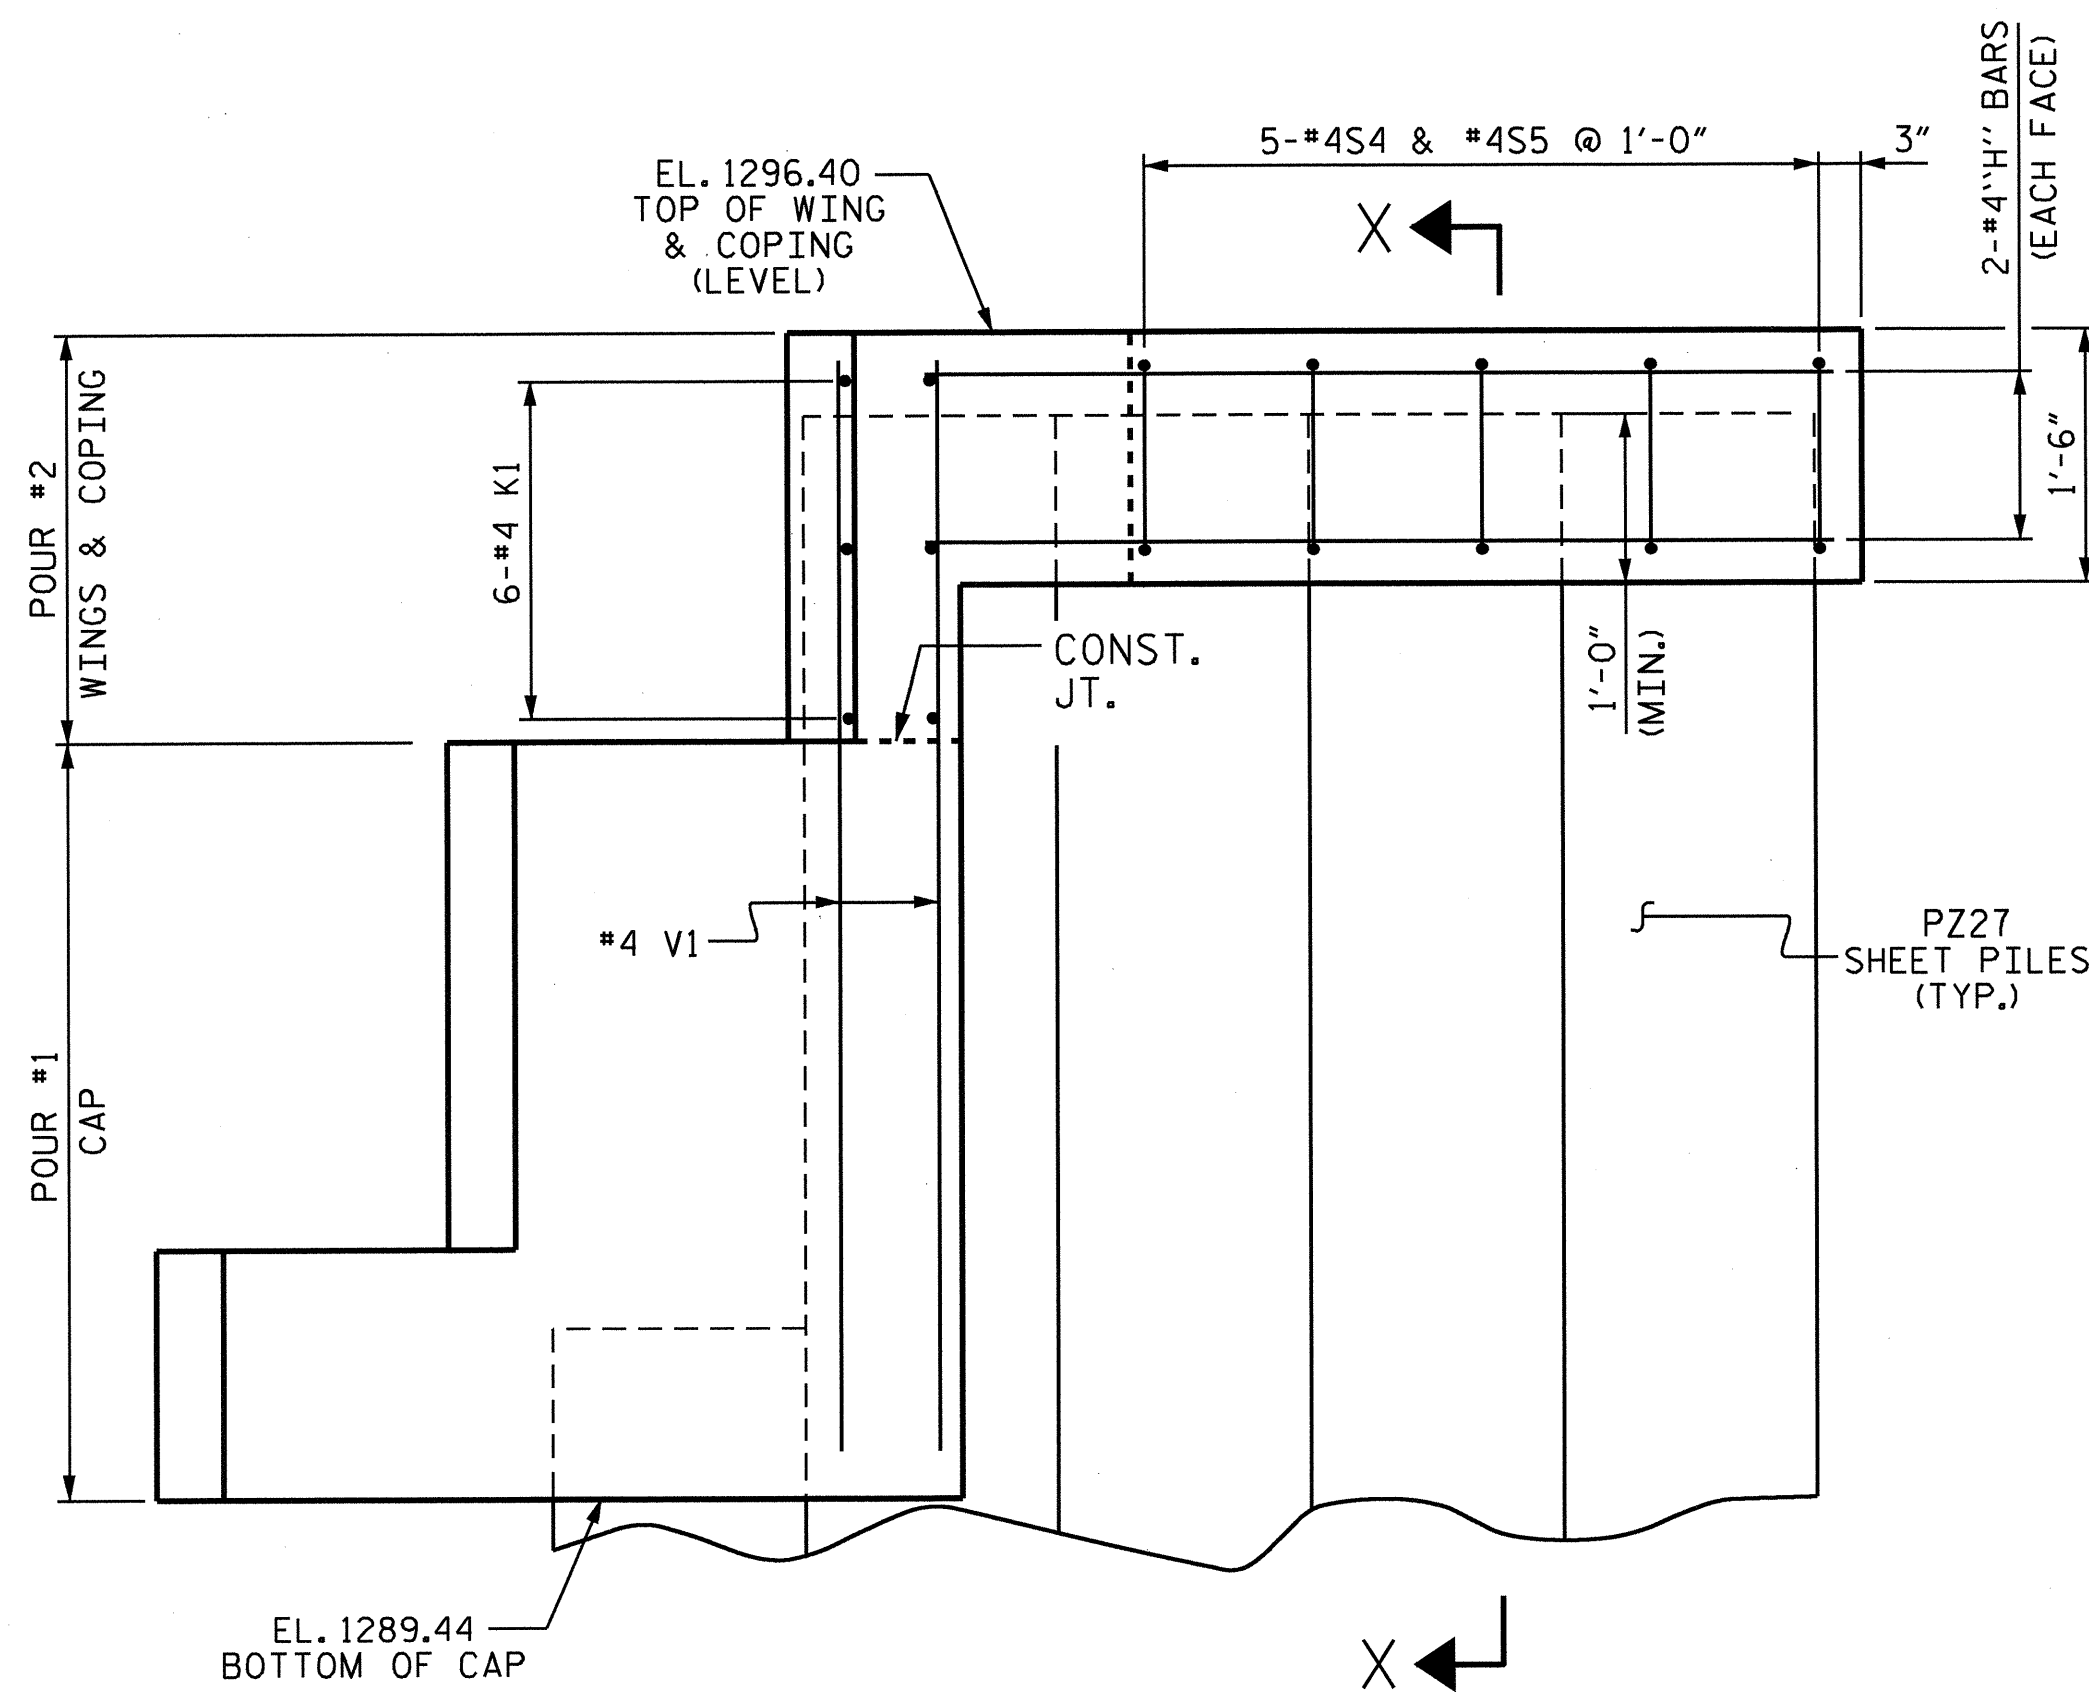 2-#4"H" BARS
(EACH FACE)
5-#4S4 & #4S5 @ 1'-0"
3"
EL. 1296.40
TOP OF WING
& COPING
(LEVEL)
X
POUR #2
WINGS & COPING
6-#4 K1
1'-6"
1'-0"
(MIN.)
CONST.
JT.
#4 V1
PZ27
SHEET PILES
(TYP.)
POUR #1
CAP
EL. 1289.44
BOTTOM OF CAP
X